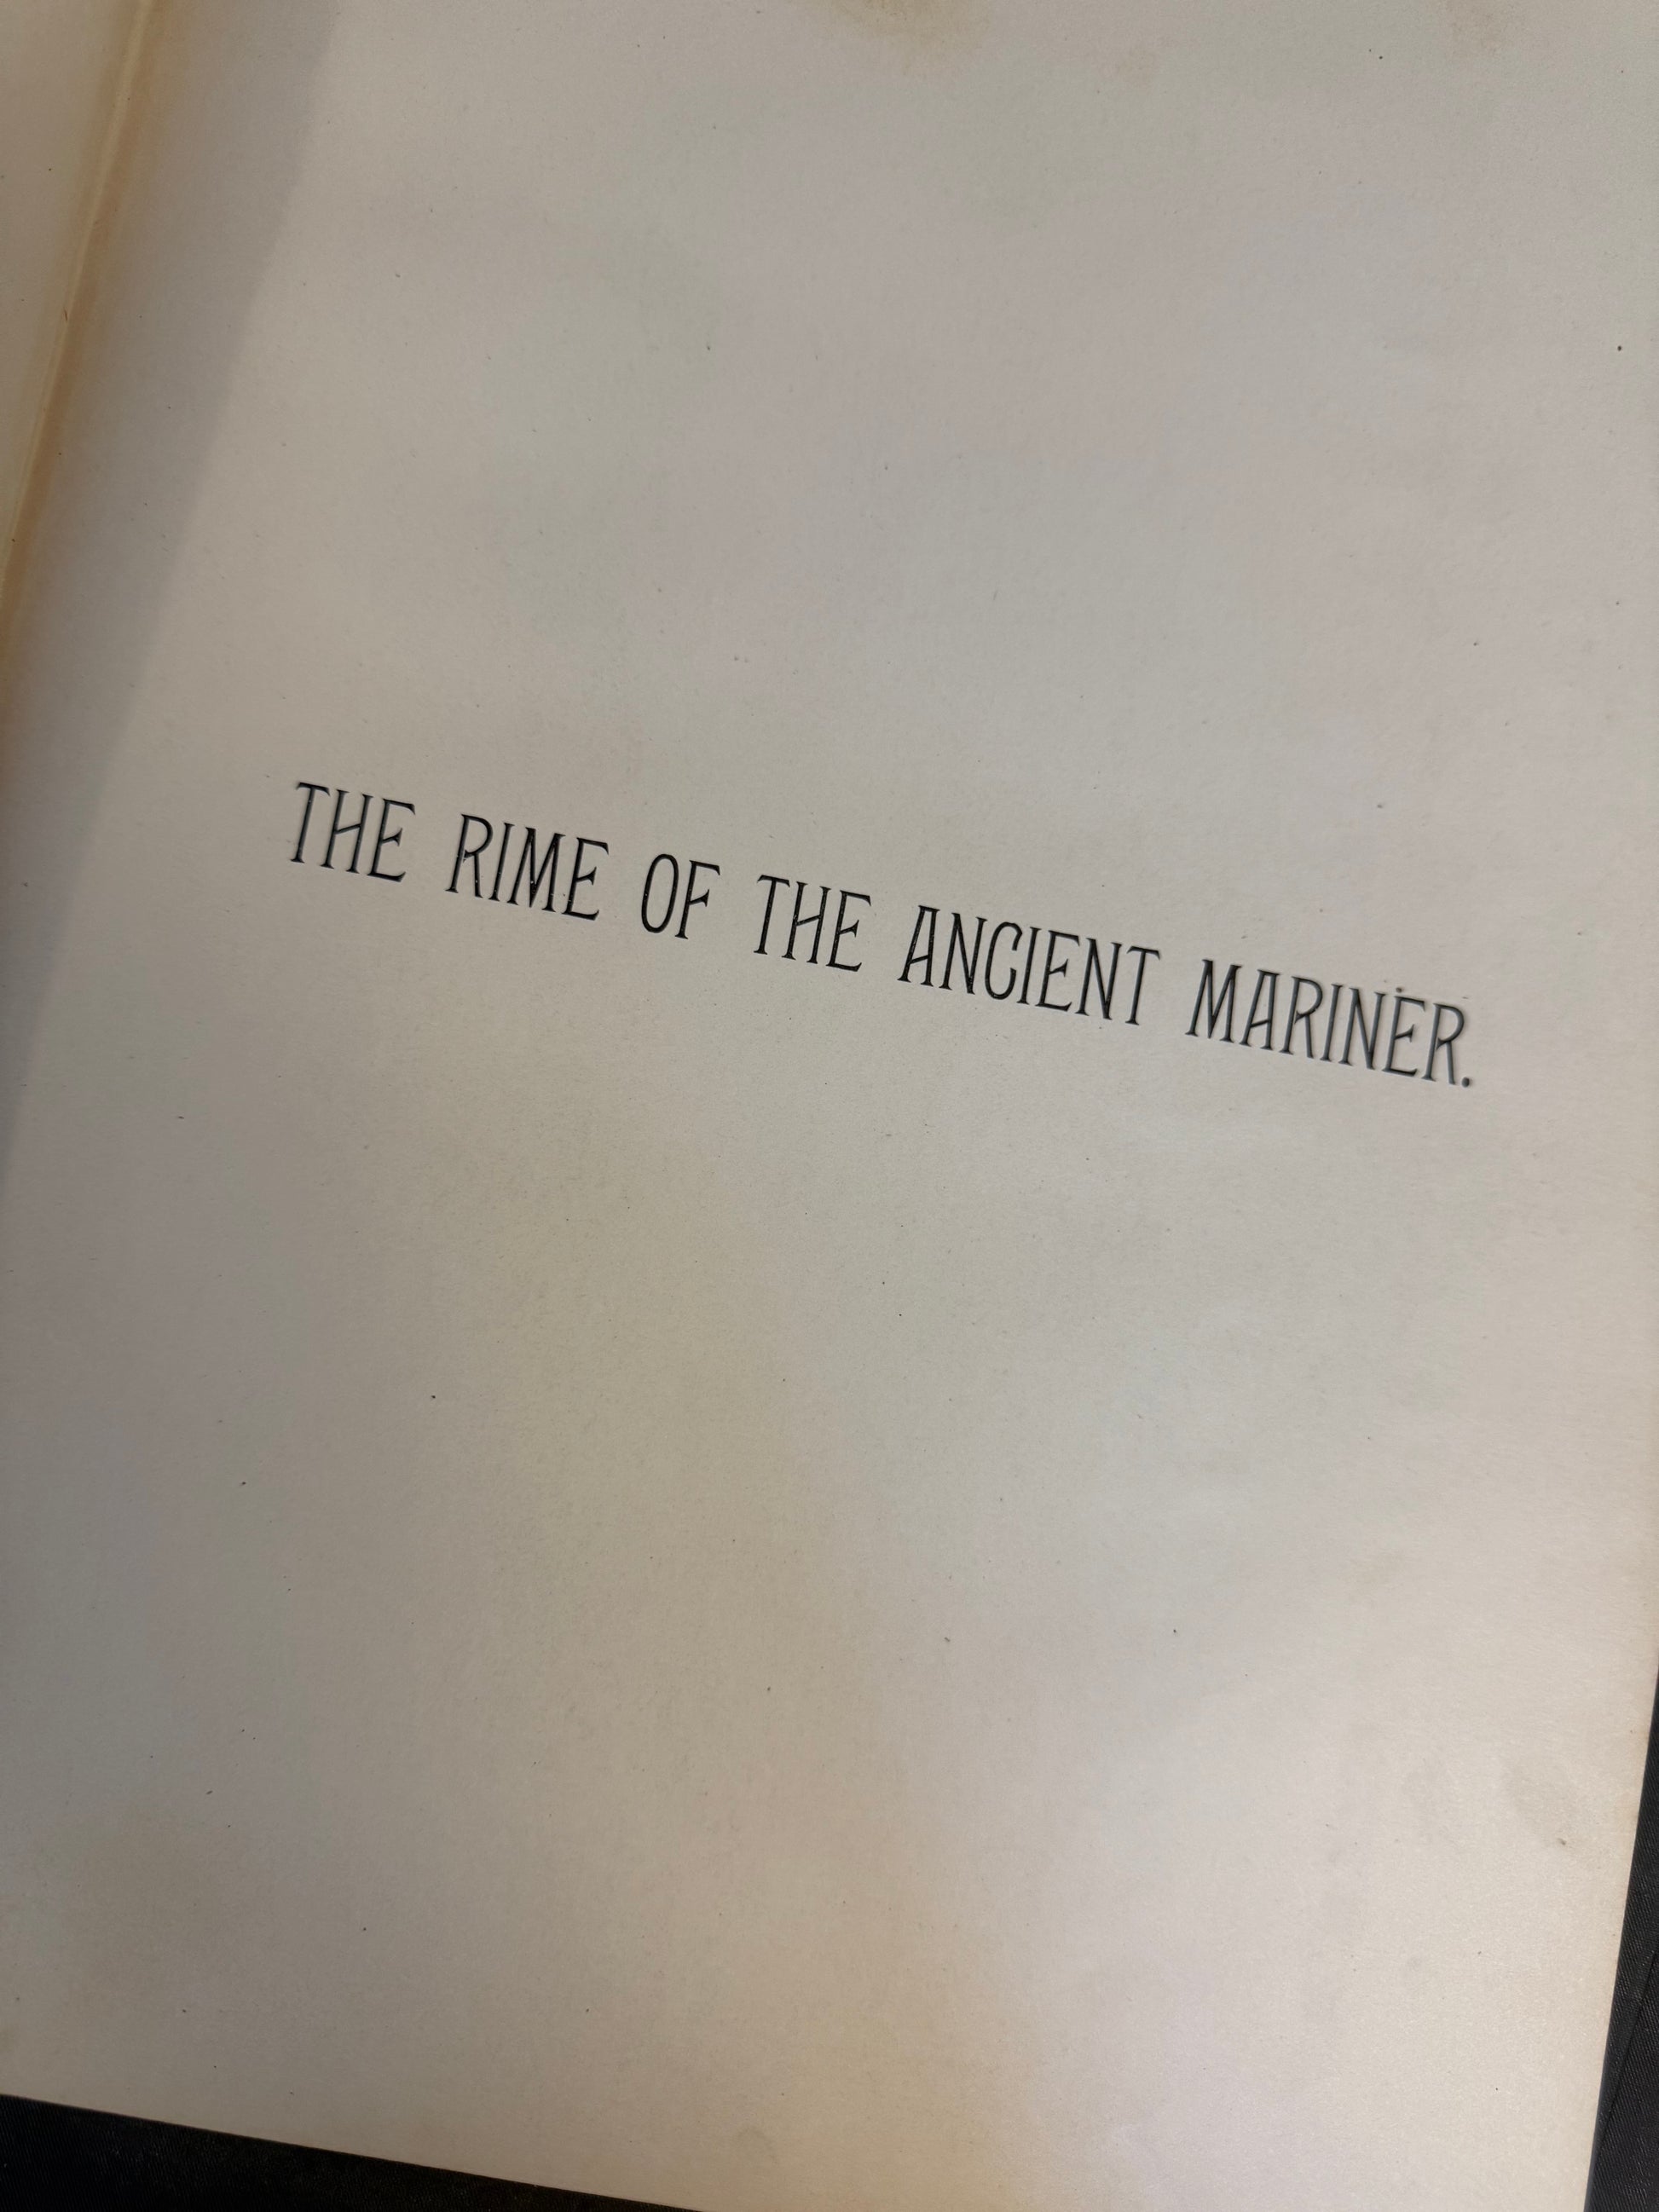 THE RIME OF THE ANCIENT MARINER.